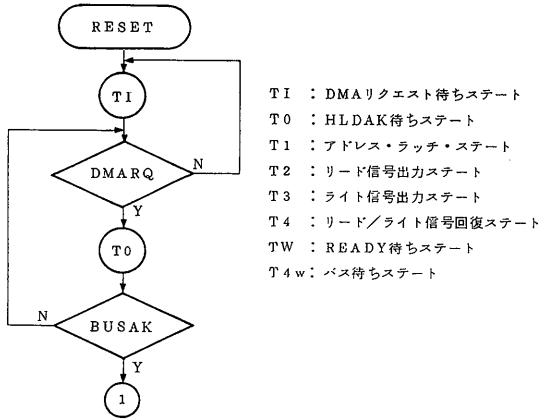 RESET
TI
DMARQ
N
Y
T0
BUSAK
N
Y
1
TI : DMAリクエスト待ちステート
T0 : HLDAK待ちステート
T1 : アドレス・ラッチ・ステート
T2 : リード信号出力ステート
T3 : ライト信号出力ステート
T4 : リード/ライト信号回復ステート
TW : READY待ちステート
T4w : バス待ちステート